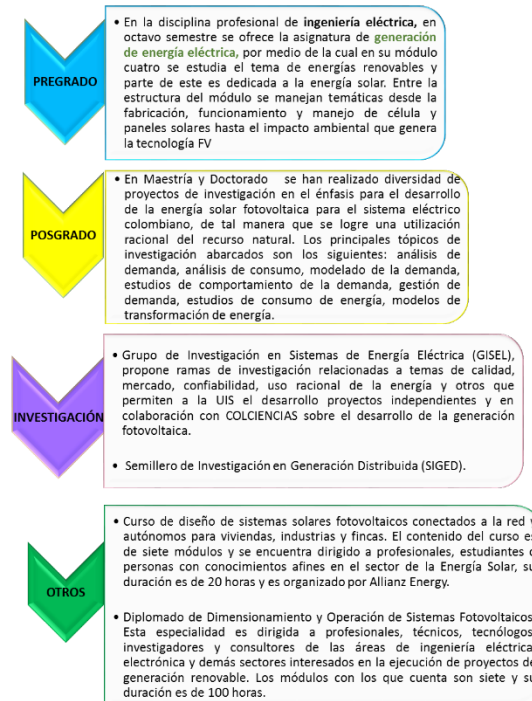 PREGRADO
• En la disciplina profesional de ingeniería eléctrica, en
octavo semestre se ofrece la asignatura de generación
de energía eléctrica, por medio de la cual en su módulo
cuatro se estudia el tema de energías renovables y
parte de este es dedicada a la energía solar. Entre la
estructura del módulo se manejan temáticas desde la
fabricación, funcionamiento y manejo de célula y
paneles solares hasta el impacto ambiental que genera
la tecnología FV
POSGRADO
• En Maestría y Doctorado se han realizado diversidad de
proyectos de investigación en el énfasis para el desarrollo
de la energía solar fotovoltaica para el sistema eléctrico
colombiano, de tal manera que se logre una utilización
racional del recurso natural. Los principales tópicos de
investigación abarcados son los siguientes: análisis de
demanda, análisis de consumo, modelado de la demanda,
estudios de comportamiento de la demanda, gestión de
demanda, estudios de consumo de energía, modelos de
transformación de energía.
INVESTIGACIÓN
• Grupo de Investigación en Sistemas de Energía Eléctrica (GISEL),
propone ramas de investigación relacionadas a temas de calidad,
mercado, confiabilidad, uso racional de la energía y otros que
permiten a la UIS el desarrollo proyectos independientes y en
colaboración con COLCIENCIAS sobre el desarrollo de la generación
fotovoltaica.
• Semillero de Investigación en Generación Distribuida (SIGED).
OTROS
• Curso de diseño de sistemas solares fotovoltaicos conectados a la red
autónomos para viviendas, industrias y fincas. El contenido del curso es
de siete módulos y se encuentra dirigido a profesionales, estudiantes
personas con conocimientos afines en el sector de la Energía Solar, su
duración es de 20 horas y es organizado por Allianz Energy.
• Diplomado de Dimensionamiento y Operación de Sistemas Fotovoltaicos
Esta especialidad es dirigida a profesionales, técnicos, tecnólogos
investigadores y consultores de las áreas de ingeniería eléctrica
electrónica y demás sectores interesados en la ejecución de proyectos de
generación renovable. Los módulos con los que cuenta son siete y su
duración es de 100 horas.